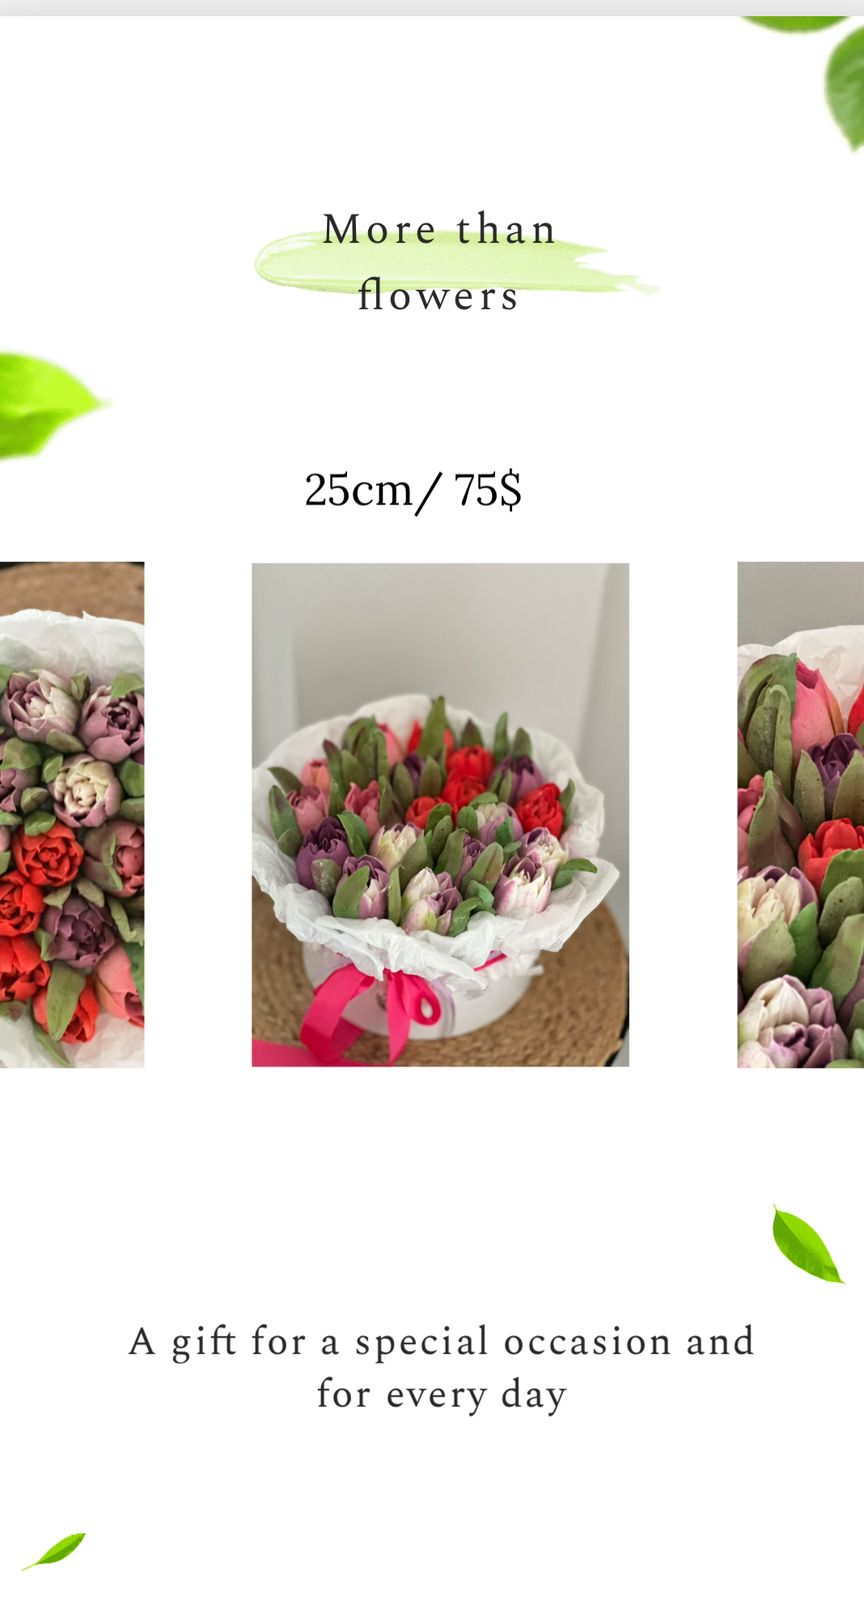 More than
flowers
25cm/ 75$
A gift for a special occasion and
for every day